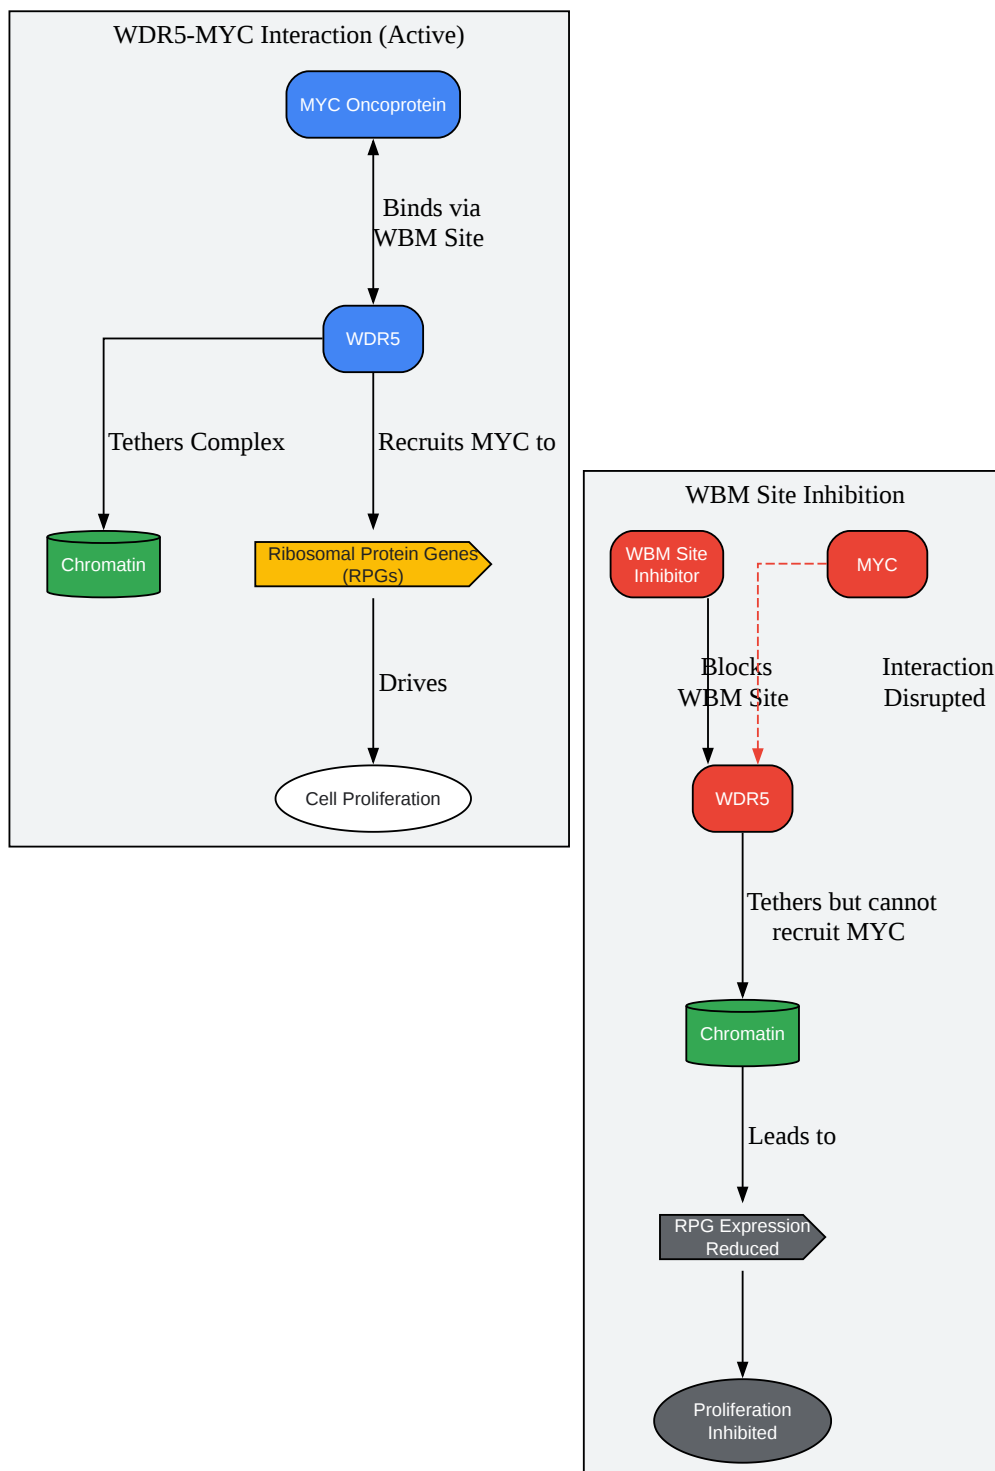 WDR5-MYC Interaction (Active)
MYC Oncoprotein
Binds via
WBM Site
WDR5
Tethers Complex
Recruits MYC to
Chromatin
Ribosomal Protein Genes
(RPGs)
Drives
Cell Proliferation
WBM Site Inhibition
WBM Site
Inhibitor
MYC
Blocks
WBM Site
Interaction
Disrupted
WDR5
Tethers but cannot
recruit MYC
Chromatin
Leads to
RPG Expression
Reduced
Proliferation
Inhibited